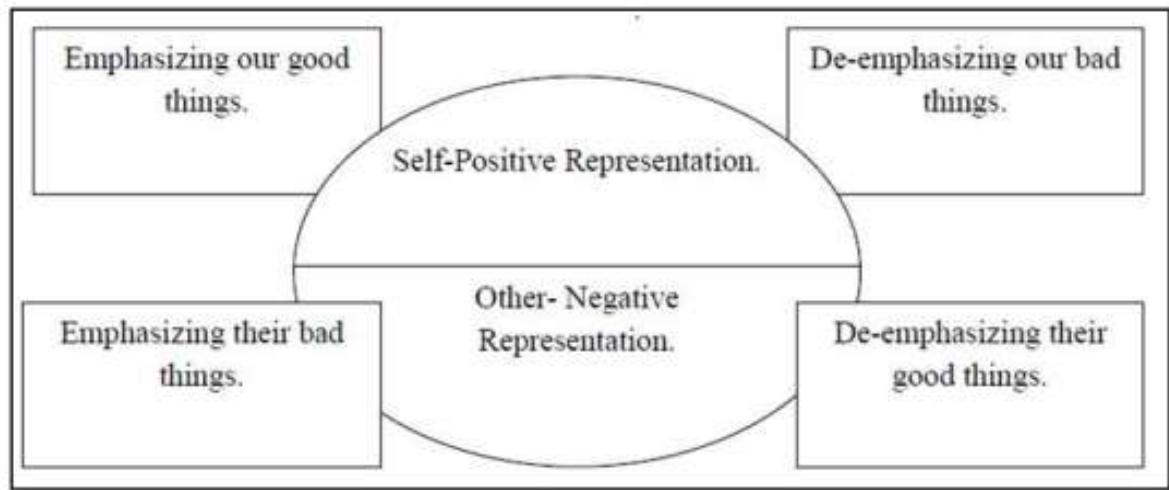 Emphasizing our good
things.
De-emphasizing our bad
things.
Self-Positive Representation.
Other- Negative
Representation.
Emphasizing their bad
things.
De-emphasizing their
good things.